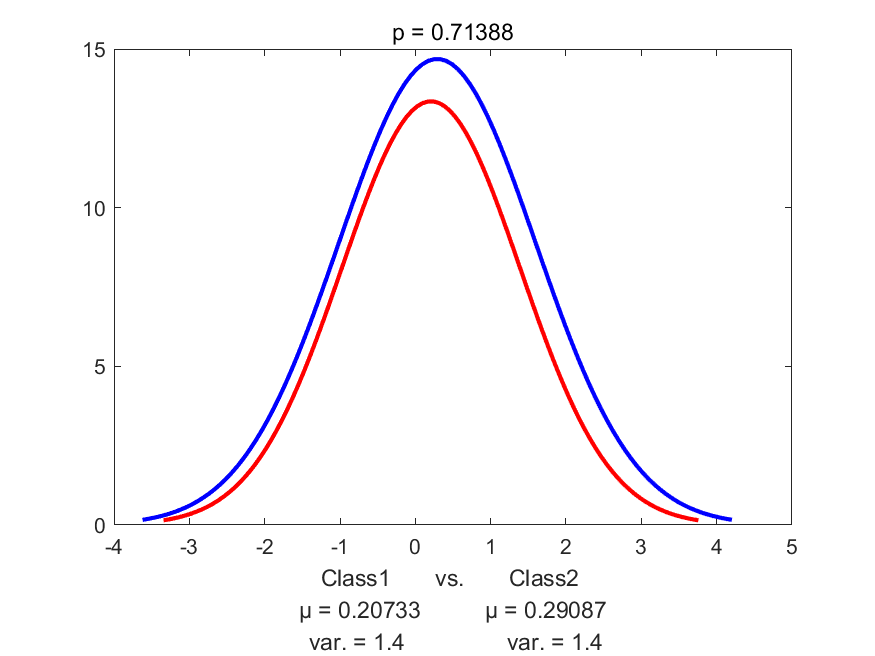 p = 0.71388
15
10
5
0
-4 -3 -2 -1 0 1 2 3 4 5
Class1 vs. Class2
μ = 0.20733 μ = 0.29087
var. = 1.4 var. = 1.4